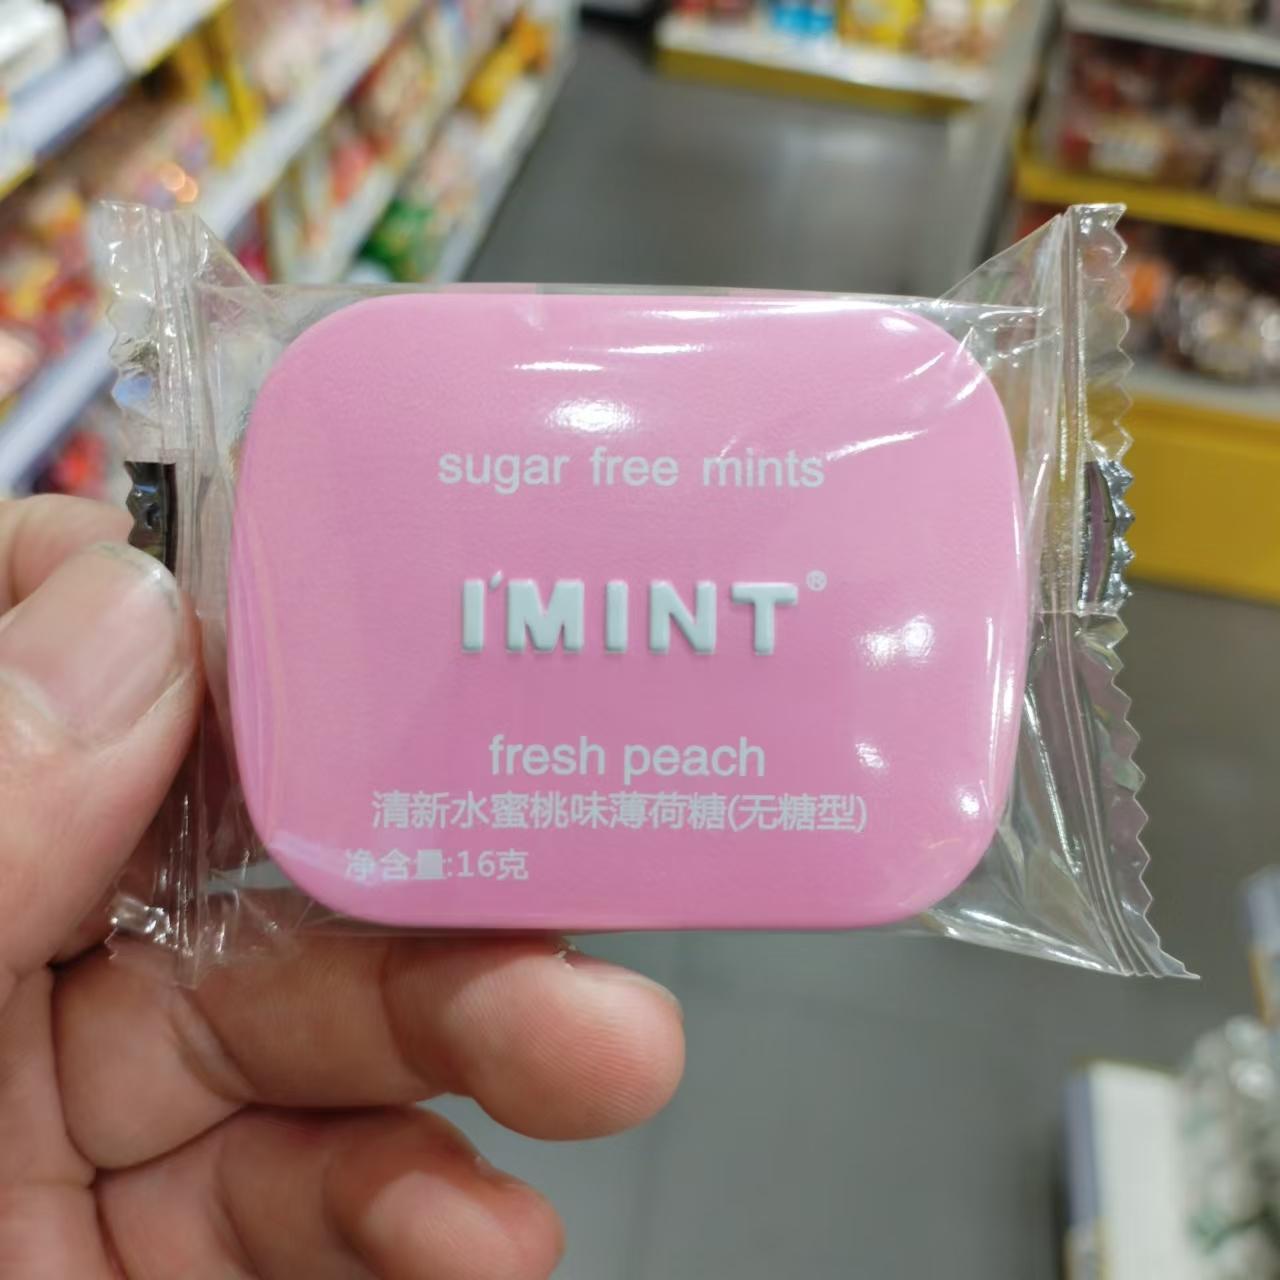 sugar free mints
I'MINT®
fresh peach
清新水蜜桃味薄荷糖(无糖型)
净含量:16克